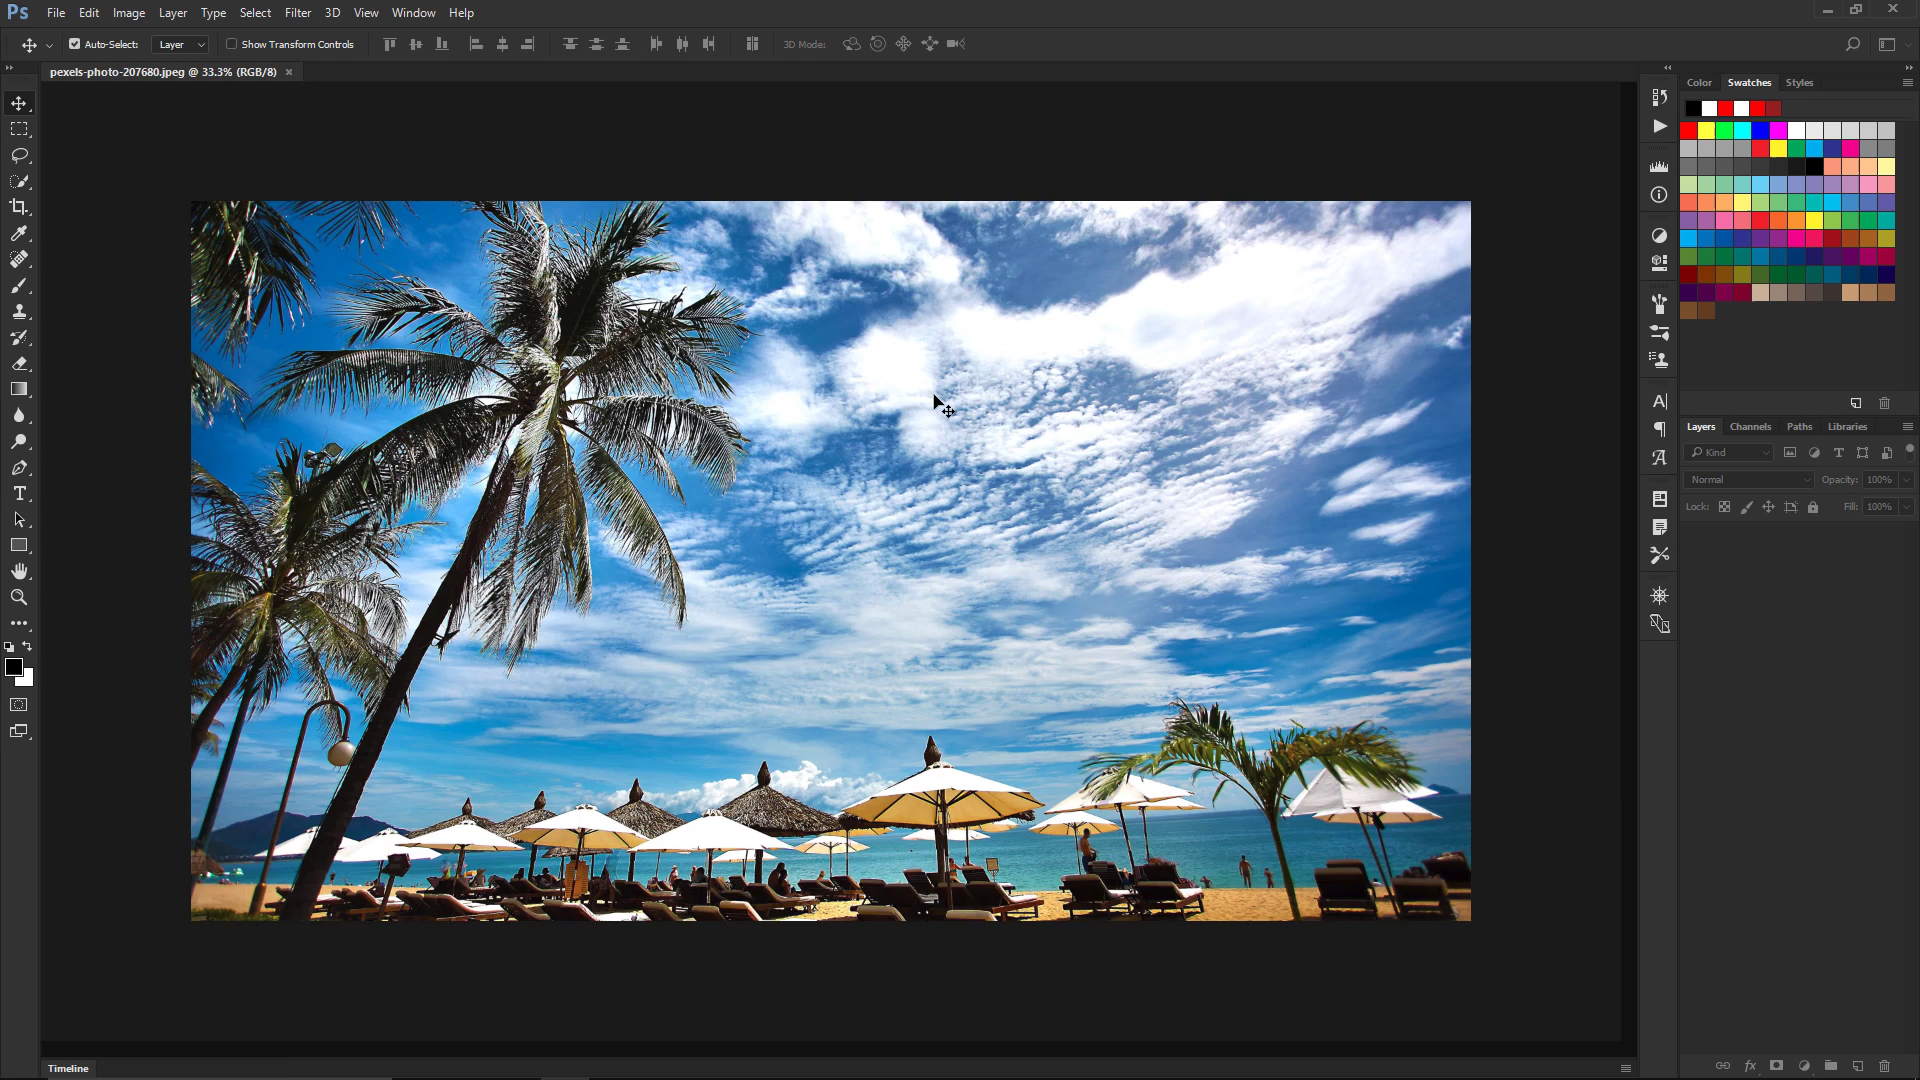 Ps File Edit Image Layer Type Select Filter 3D View Window Help
Auto-Select: Layer Show Transform Controls 3D Mode:
pexels-photo-207680.jpeg @ 33.3% (RGB/8)
Color Swatches Styles
Layers Channels Paths Libraries
Kind
Normal Opacity: 100%
Lock: Fill: 100%
Timeline